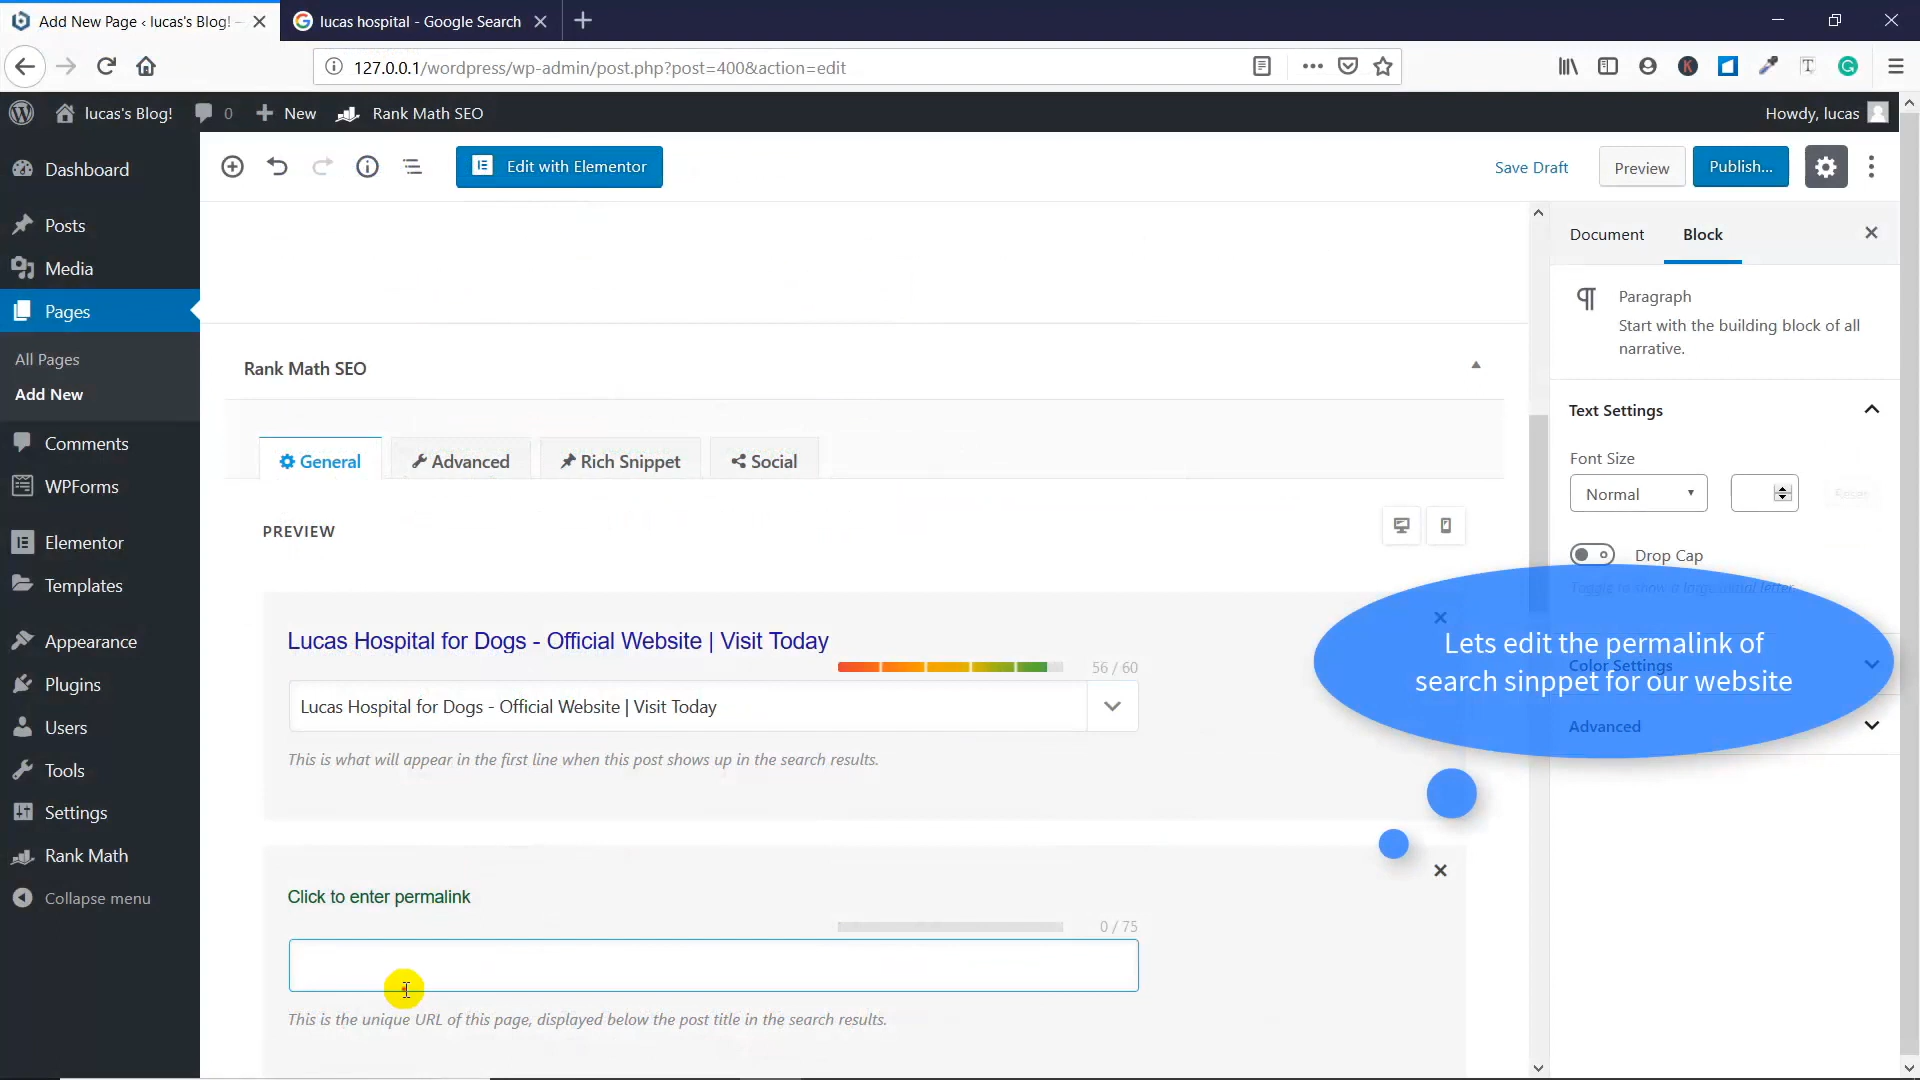 Add New Page ‹ lucas's Blog! –
lucas hospital - Google Search
127.0.0.1/wordpress/wp-admin/post.php?post=400&action=edit
lucas's Blog!
0
New
Rank Math SEO
Howdy, lucas
Dashboard
Posts
Media
Pages
All Pages
Add New
Comments
WPForms
Elementor
Templates
Appearance
Plugins
Users
Tools
Settings
Rank Math
Collapse menu
Edit with Elementor
Save Draft
Preview
Publish...
Rank Math SEO
General
Advanced
Rich Snippet
Social
PREVIEW
Lucas Hospital for Dogs - Official Website | Visit Today
56 / 60
Lucas Hospital for Dogs - Official Website | Visit Today
This is what will appear in the first line when this post shows up in the search results.
Click to enter permalink
0 / 75
This is the unique URL of this page, displayed below the post title in the search results.
Document
Block
Paragraph
Start with the building block of all
narrative.
Text Settings
Font Size
Normal
Reset
Drop Cap
Toggle to show a large initial letter.
Lets edit the permalink of
search sinppet for our website
Color Settings
Advanced